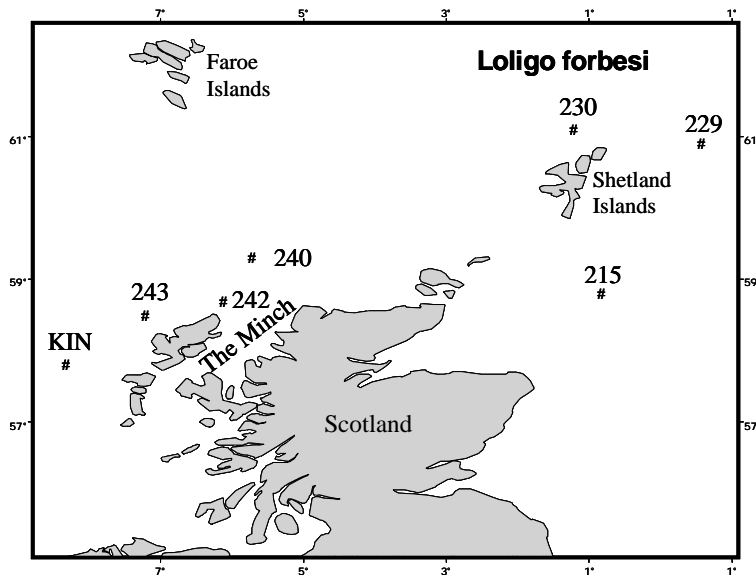 7° 5° 3° 1° 1°
Loligo forbesi
Faroe
Islands
230
#
229
#
61° 61
Shetland
Islands
# 240
59° 59
215
#
243
#
# 242
The Minch
KIN
#
57° 57
Scotland
7° 5° 3° 1° 1°